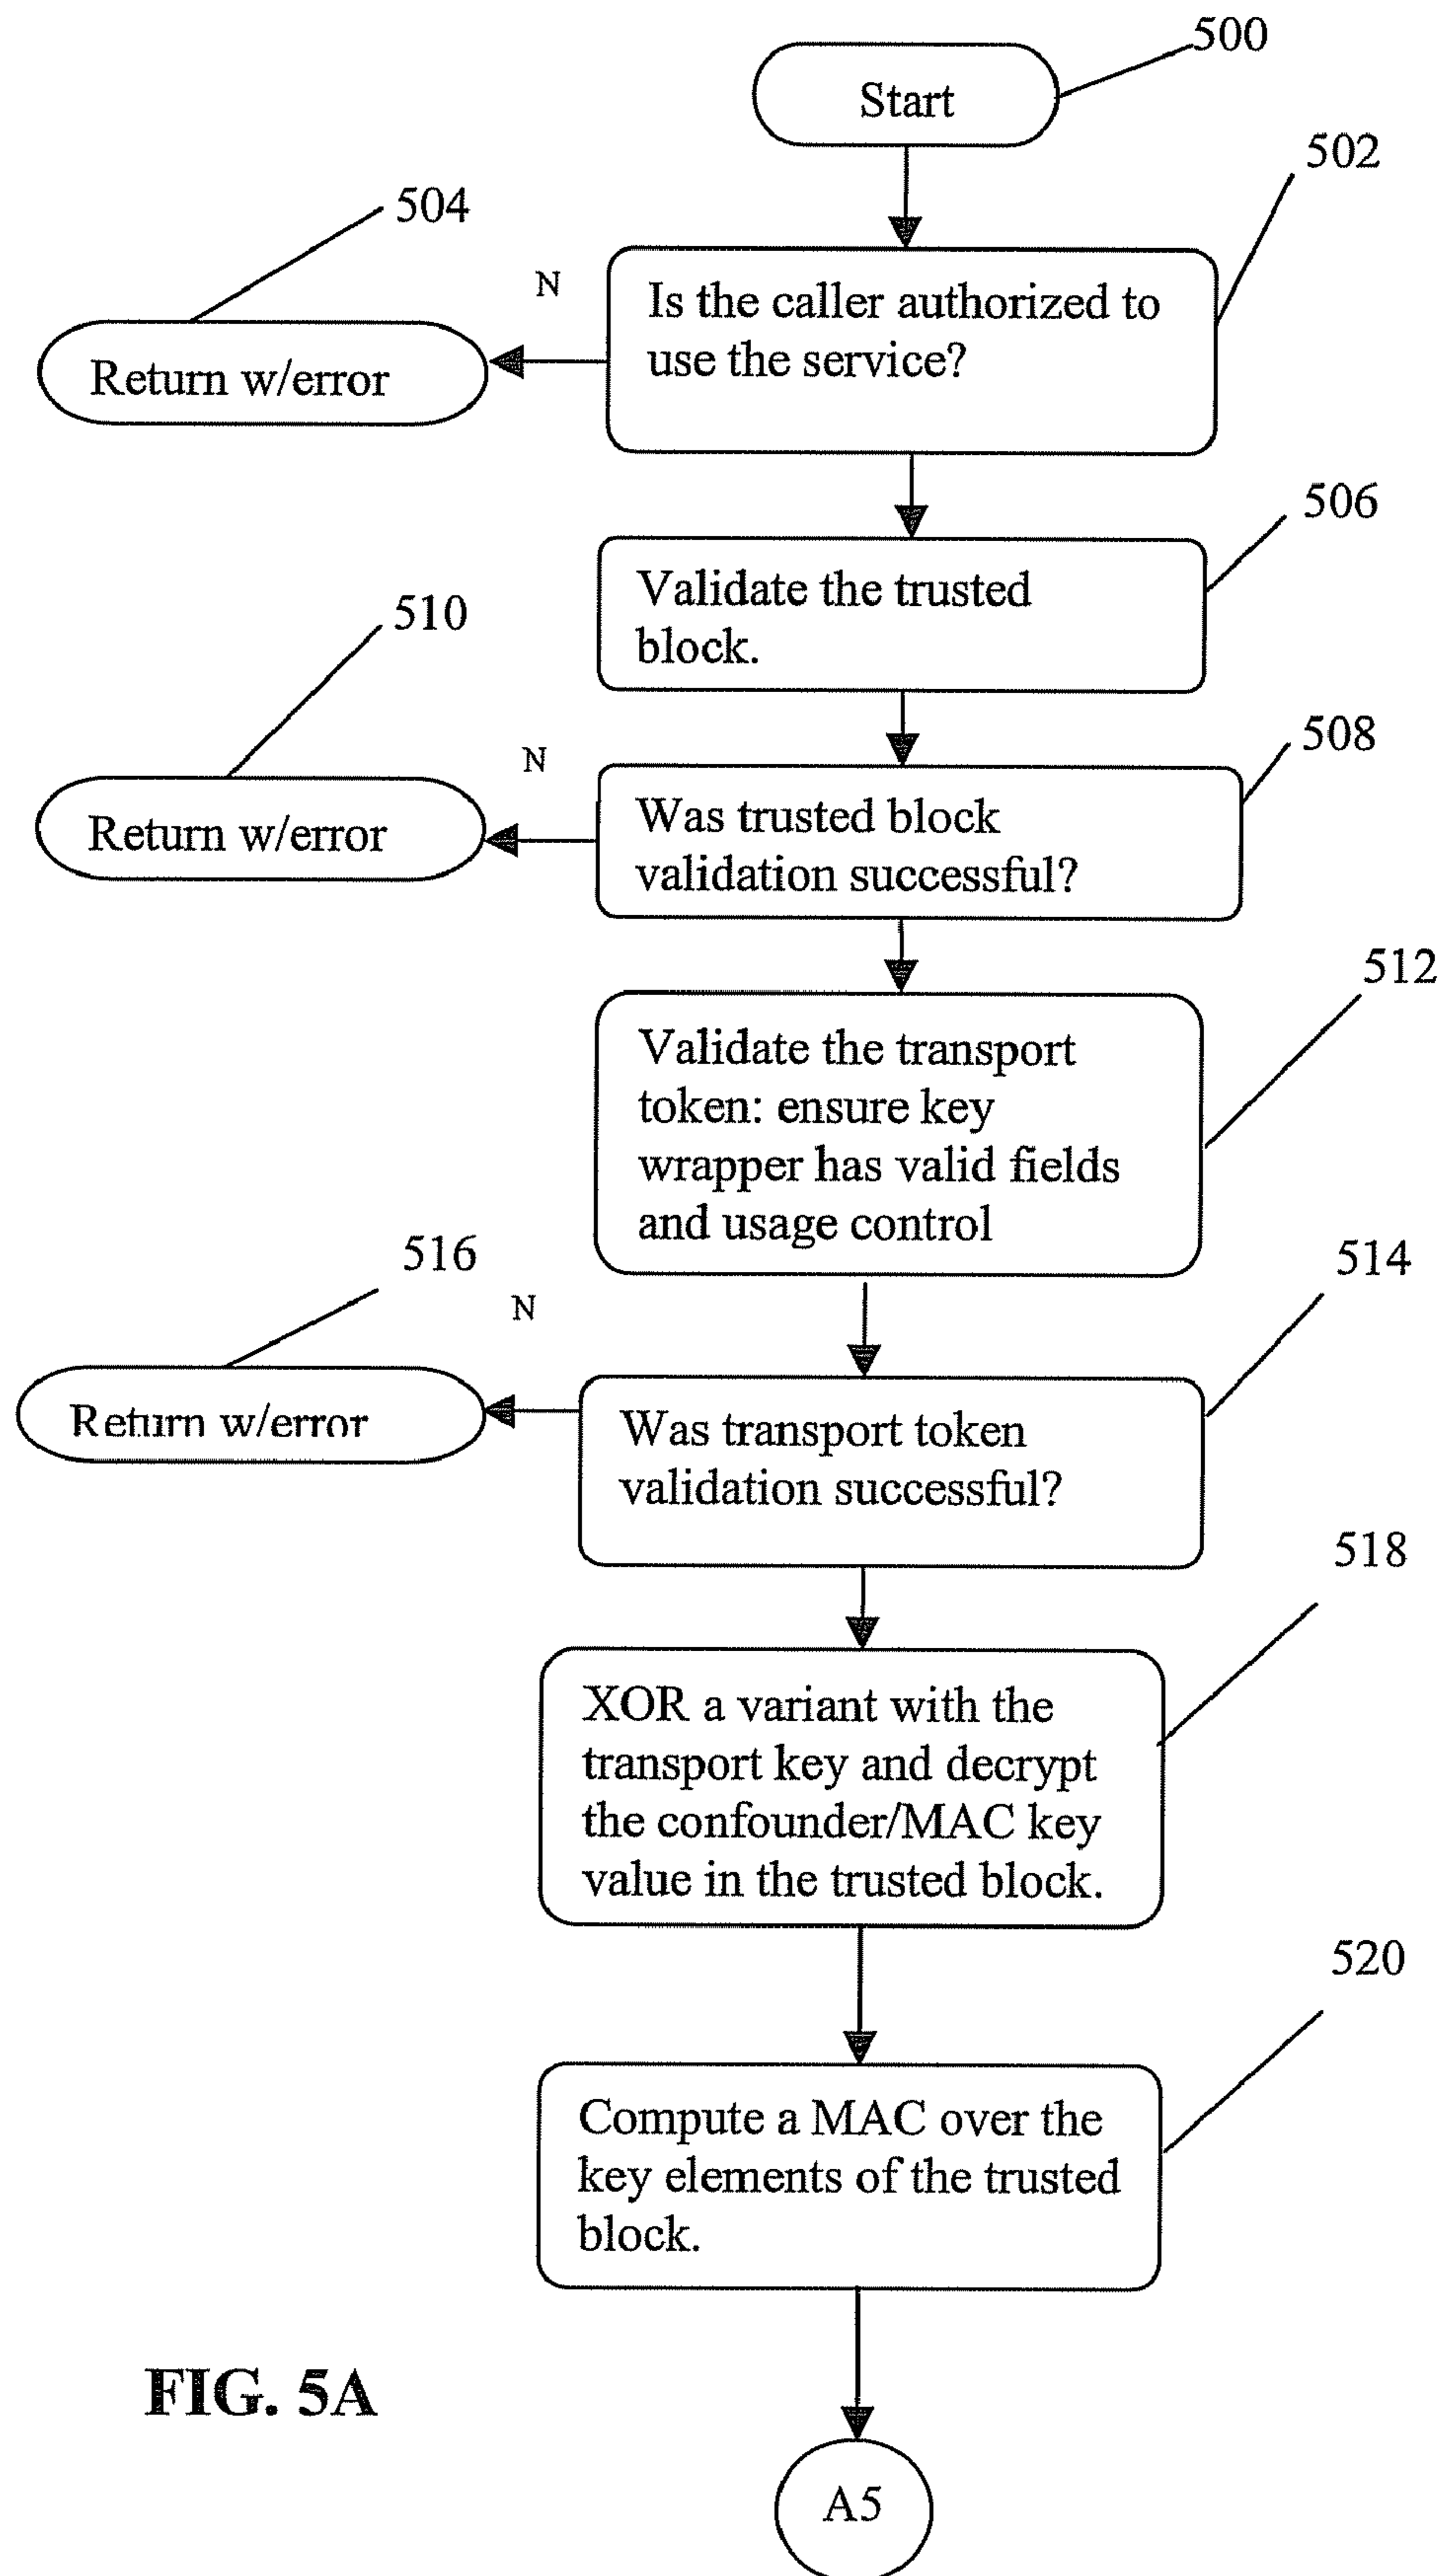 500
Start
502
504
N
Is the caller authorized to
use the service?
Return w/error
506
Validate the trusted
block.
510
508
N
Was trusted block
validation successful?
Return w/error
512
Validate the transport
token: ensure key
wrapper has valid fields
and usage control
516
514
N
Return w/error
Was transport token
validation successful?
518
XOR a variant with the
transport key and decrypt
the confounder/MAC key
value in the trusted block.
520
Compute a MAC over the
key elements of the trusted
block.
FIG. 5A
A5